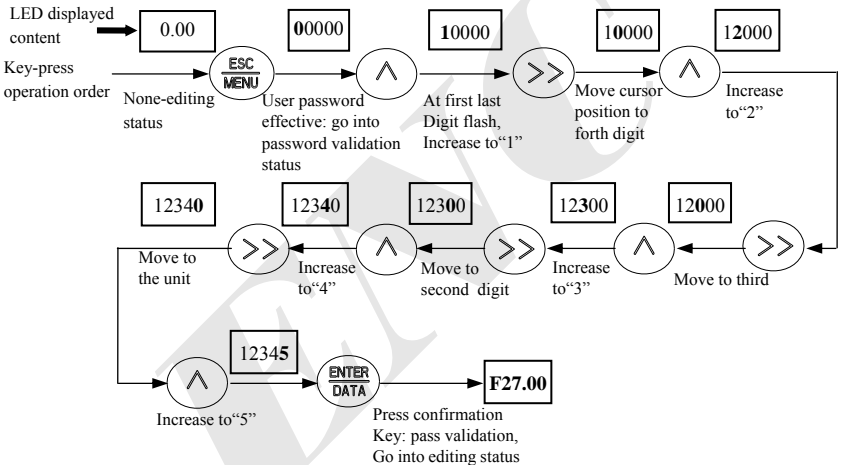 LED displayed
content
0.00
00000
10000
10000
12000
Key-press
operation order
None-editing
status
ESC
MENU
User password
effective: go into
password validation
status
∧
At first last
Digit flash,
Increase to“1”
>>
Move cursor
position to
forth digit
∧
Increase
to“2”
12340
12340
12300
12300
12000
Move to
the unit
>>
Increase
to“4”
∧
Move to
second digit
>>
Increase
to“3”
∧
Move to third
>>
12345
∧
Increase to“5”
ENTER
DATA
F27.00
Press confirmation
Key: pass validation,
Go into editing status
ENC